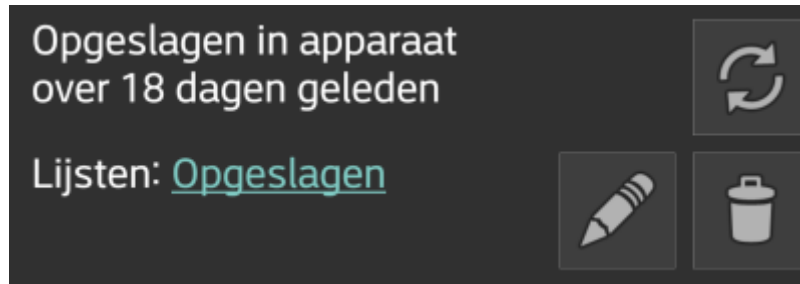 Opgeslagen in apparaat
over 18 dagen geleden
Lijsten: Opgeslagen